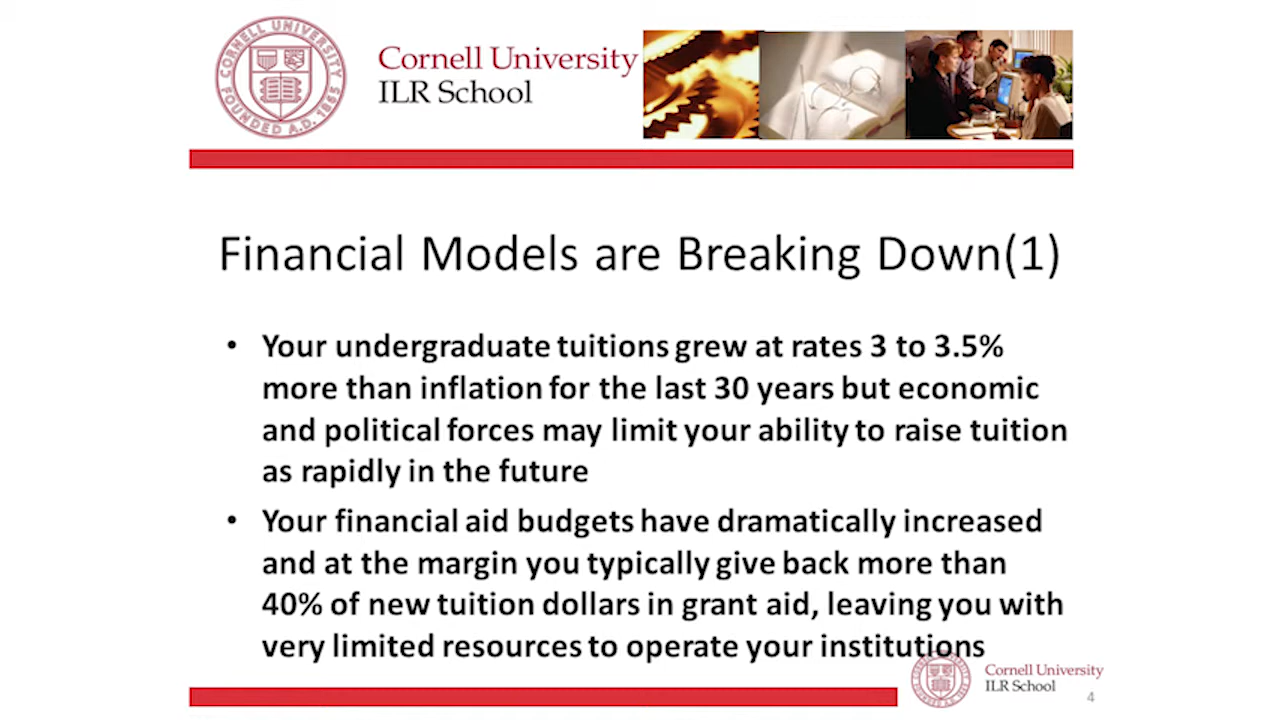 CORNELL UNIVERSITY
FOUNDED A.D. 1865
Cornell University
ILR School
Financial Models are Breaking Down(1)
• Your undergraduate tuitions grew at rates 3 to 3.5%
more than inflation for the last 30 years but economic
and political forces may limit your ability to raise tuition
as rapidly in the future
• Your financial aid budgets have dramatically increased
and at the margin you typically give back more than
40% of new tuition dollars in grant aid, leaving you with
very limited resources to operate your institutions
Cornell University
ILR School
4